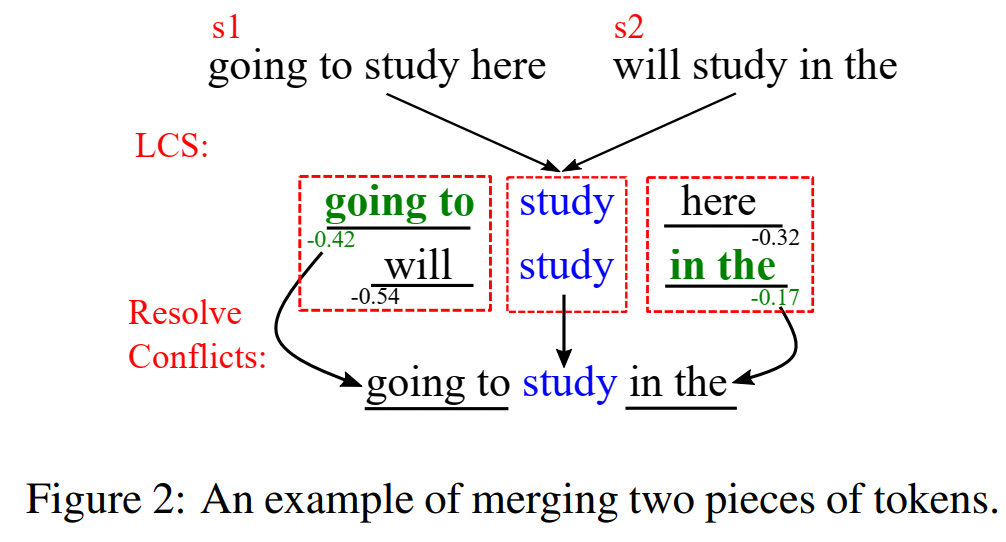 s1 s2
going to study here will study in the
LCS:
going to study here
-0.42 -0.32
will study in the
-0.54 -0.17
Resolve
Conflicts:
going to study in the
Figure 2: An example of merging two pieces of tokens.